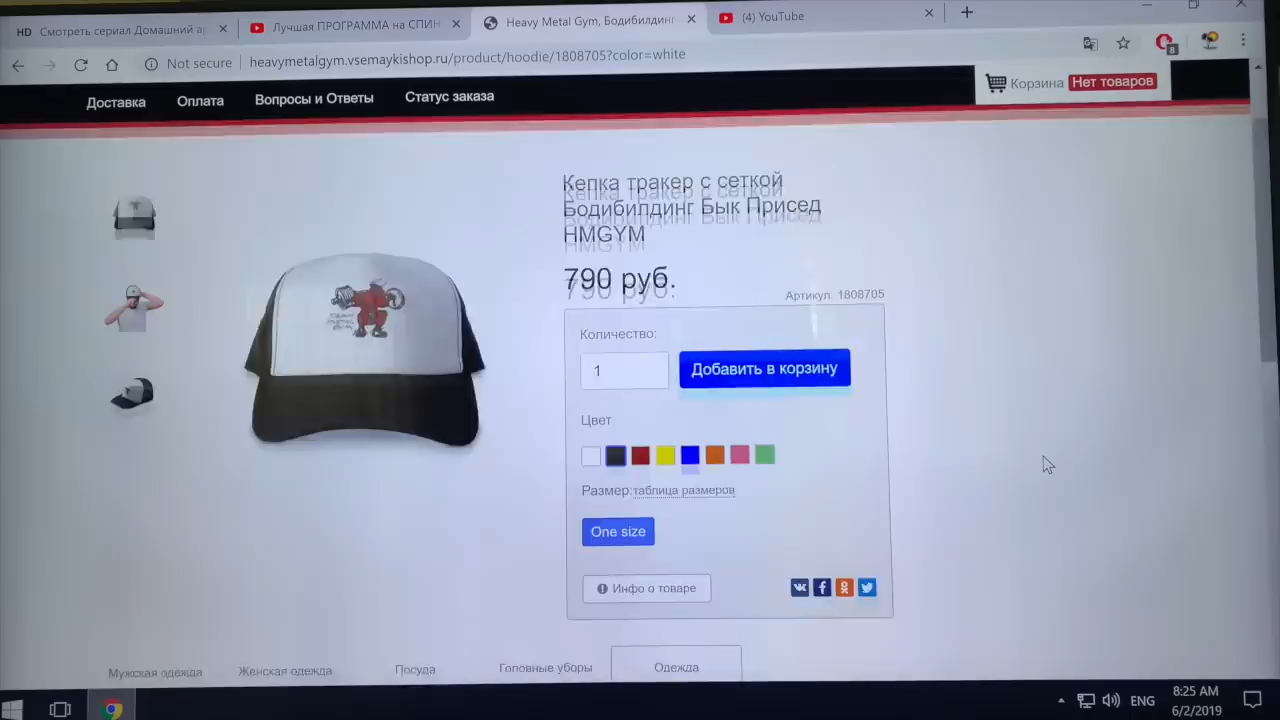 HD Смотреть сериал Домашний ар
Лучшая ПРОГРАММА на СПИН
Heavy Metal Gym, Бодибилдинг
(4) YouTube
Not secure | heavymetalgym.vsemaykishop.ru/product/hoodie/1808705?color=white
8
Доставка Оплата Вопросы и Ответы Статус заказа
Корзина Нет товаров
Кепка тракер с сеткой
Бодибилдинг Бык Присед
HMGYM
790 руб.
Артикул: 1808705
Количество:
1 Добавить в корзину
Цвет
Размер:таблица размеров
One size
Инфо о товаре
Мужская одежда Женская одежда Посуда Головные уборы Одежда
ENG
8:25 AM
6/2/2019